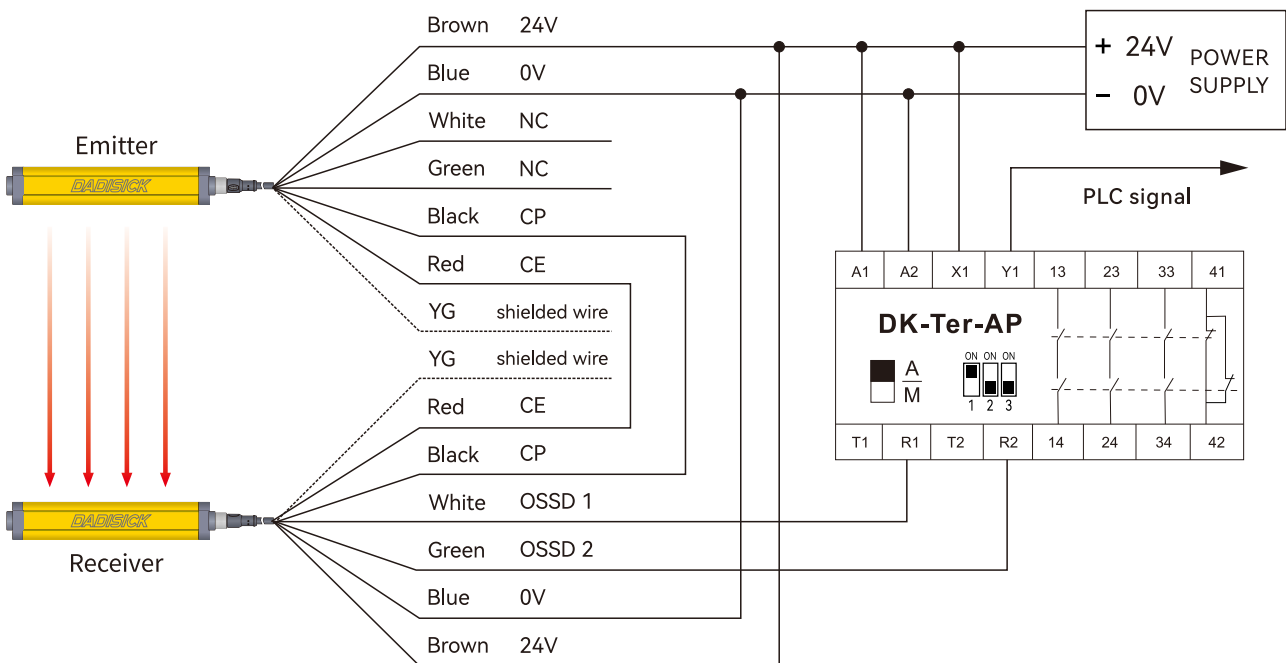 Brown 24V
Blue 0V
White NC
Green NC
Black CP
Red CE
YG shielded wire
YG shielded wire
Red CE
Black CP
White OSSD 1
Green OSSD 2
Blue 0V
Brown 24V
Emitter
DADISICK
DADISICK
Receiver
+ 24V
− 0V
POWER
SUPPLY
PLC signal
A1 A2 X1 Y1 13 23 33 41
DK-Ter-AP
A
M
ON ON ON
1 2 3
T1 R1 T2 R2 14 24 34 42